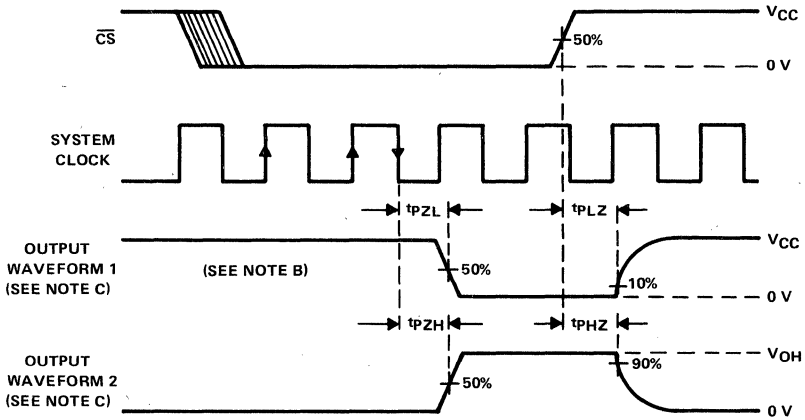 VCC
CS
50%
0 V
SYSTEM
CLOCK
tPZL
tPLZ
OUTPUT
WAVEFORM 1
(SEE NOTE C)
(SEE NOTE B)
VCC
50%
10%
0 V
tPZH
tPHZ
OUTPUT
WAVEFORM 2
(SEE NOTE C)
VOH
90%
50%
0 V